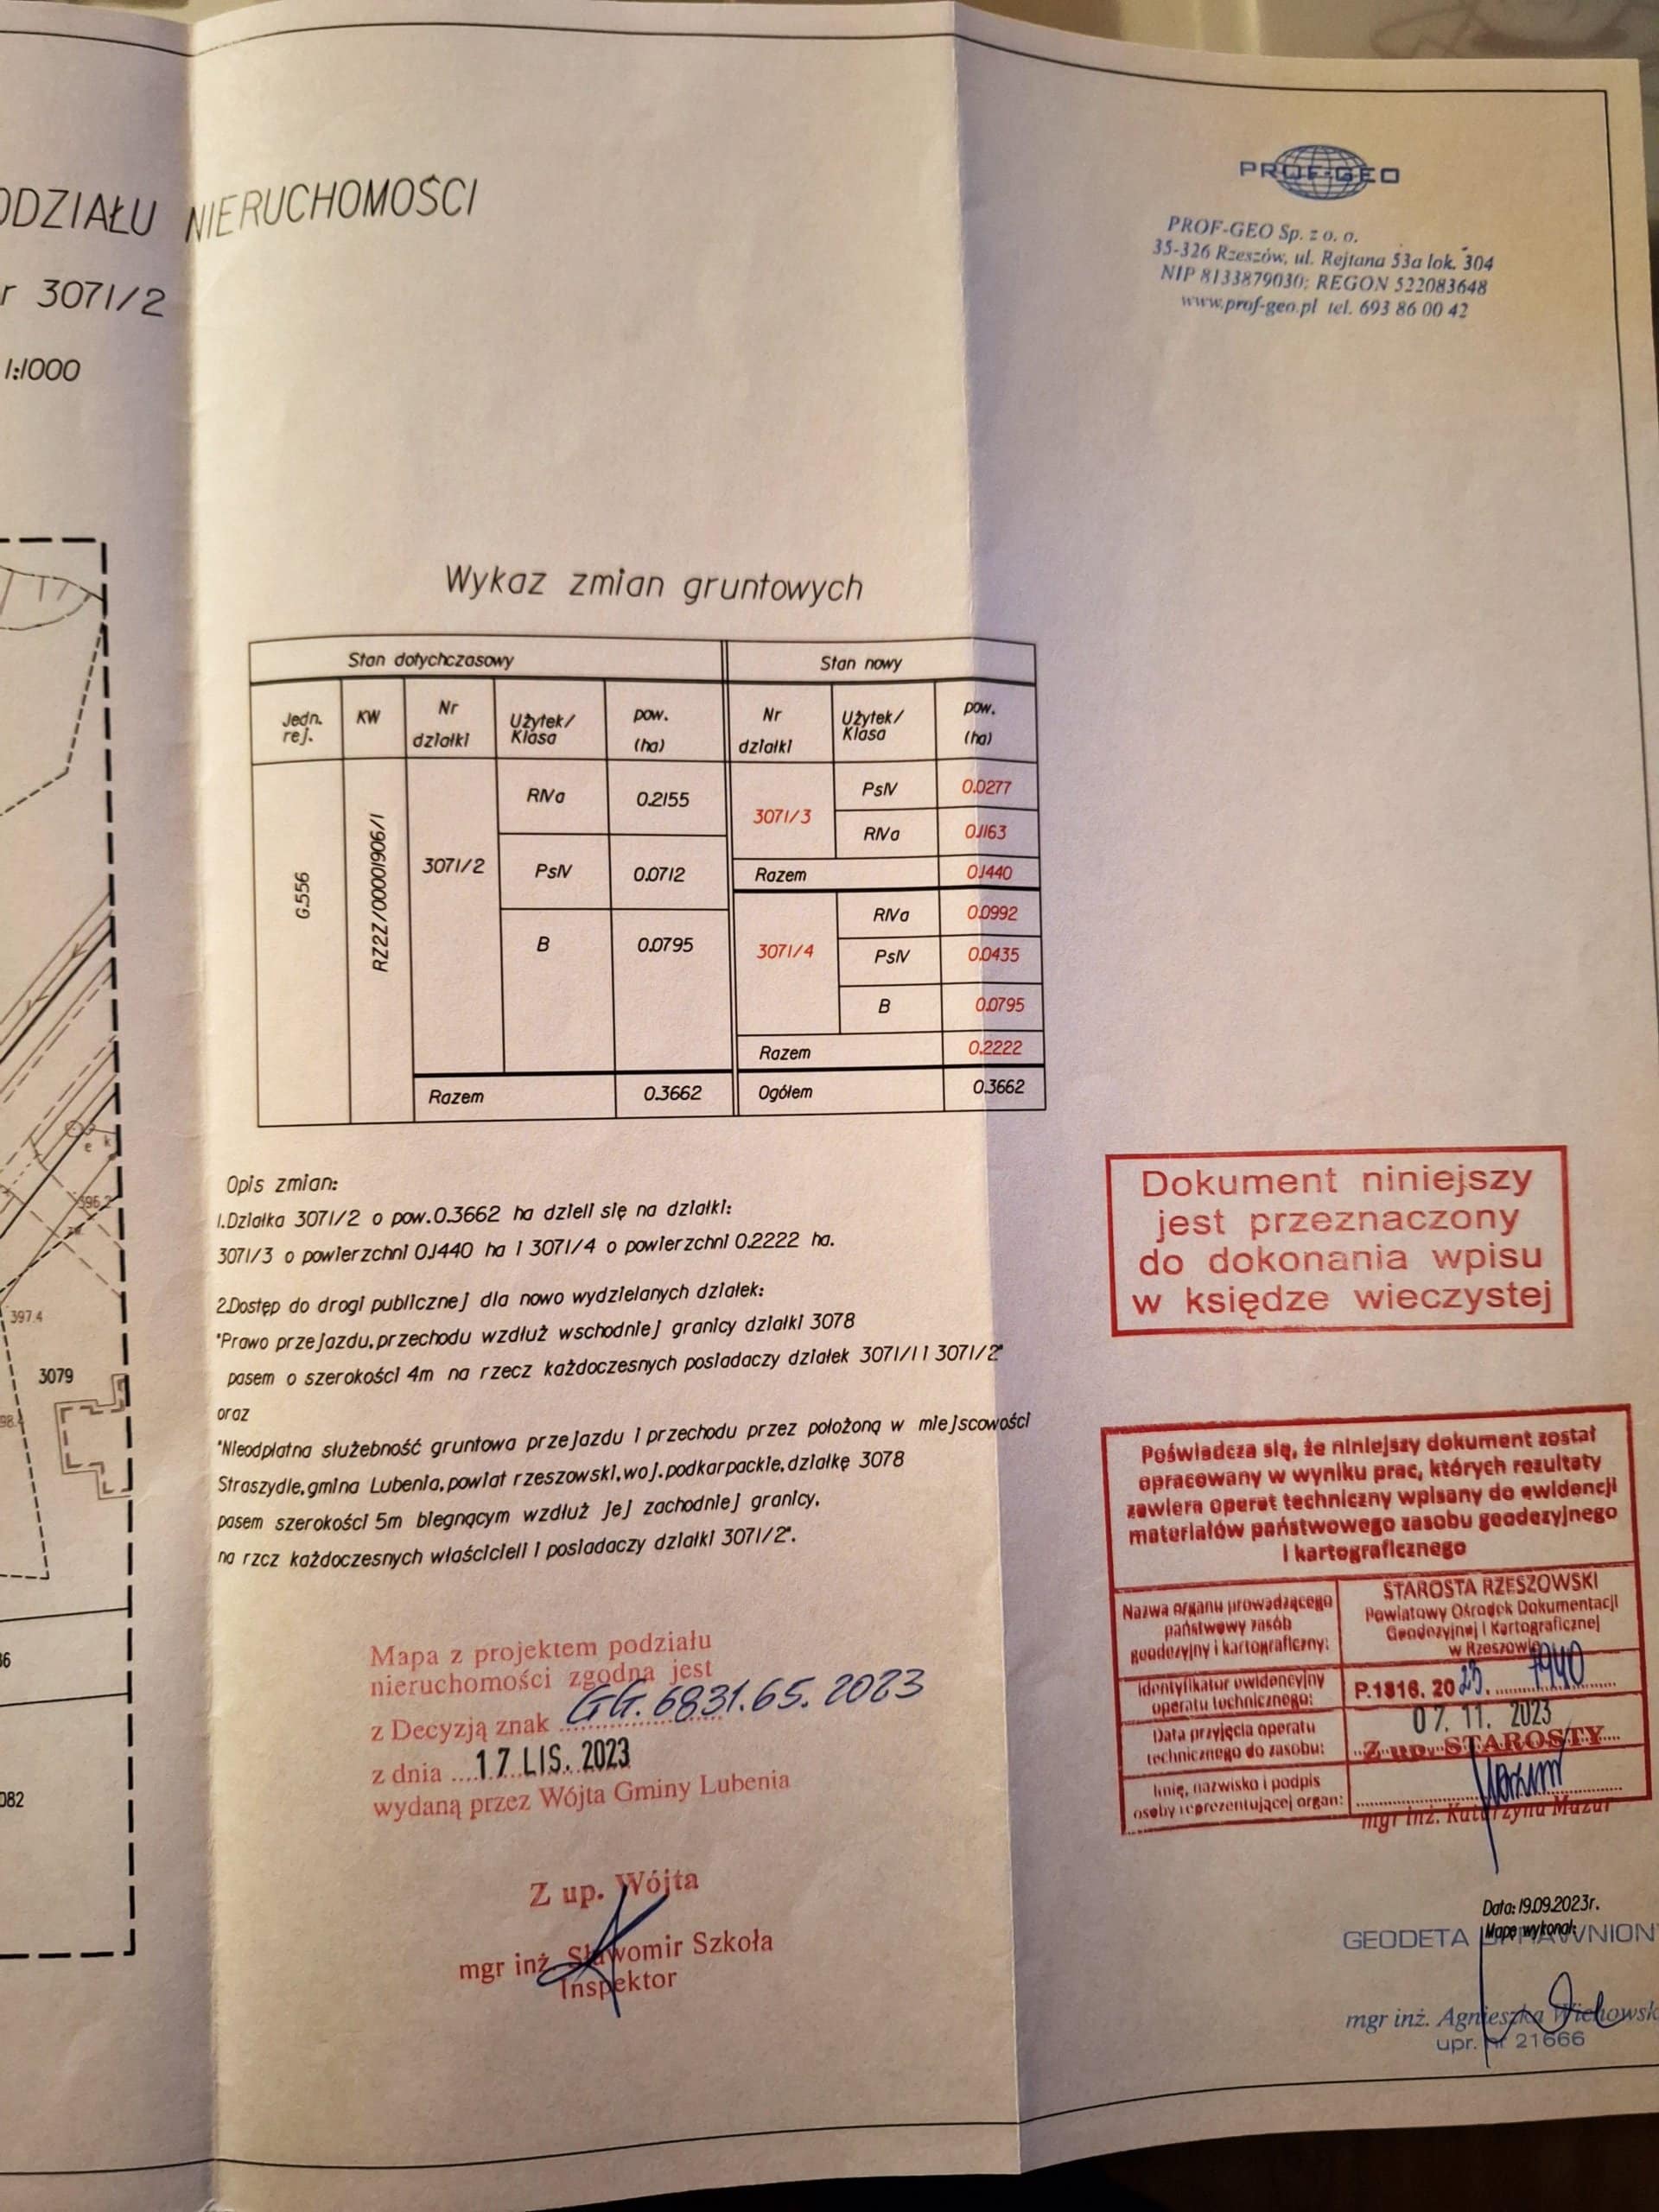 NIERUCHOMOŚCI
3071/2
1:1000
PROF-GEO
PROF-GEO Sp. z o. o.
35-326 Rzeszów, ul. Rejtana 53a lok. 304
NIP 8133879030; REGON 522083648
www.prof-geo.pl tel. 693 86 00 42
Wykaz zmian gruntowych
Stan dotychczasowy Stan nowy
Jedn. rej. KW Nr działki Użytek/ Klasa pow. (ha) Nr działki Użytek/ Klasa pow. (ha)
G.556 RZ2Z/00001906/1 3071/2
RIVa 0.2155
PsIV 0.0712
B 0.0795
Razem 0.3662
3071/3
PsIV 0.0277
RIVa 0.1163
Razem 0.1440
3071/4
RIVa 0.0992
PsIV 0.0435
B 0.0795
Razem 0.2222
Ogółem 0.3662
Opis zmian:
1.Działka 3071/2 o pow.0.3662 ha dzieli się na działki:
3071/3 o powierzchni 0.1440 ha i 3071/4 o powierzchni 0.2222 ha.
2.Dostęp do drogi publicznej dla nowo wydzielanych działek:
"Prawo przejazdu,przechodu wzdłuż wschodniej granicy działki 3078
pasem o szerokości 4m na rzecz każdoczesnych posiadaczy działek 3071/1 i 3071/2"
oraz
"Nieodpłatna służebność gruntowa przejazdu i przechodu przez położoną w miejscowości
Straszydle,gmina Lubenia,powiat rzeszowski,woj.podkarpackie,działkę 3078
pasem szerokości 5m biegnącym wzdłuż jej zachodniej granicy,
na rzcz każdoczesnych właścicieli i posiadaczy działki 3071/2".
Mapa z projektem podziału
nieruchomości zgodna jest
z Decyzją znak GG.6831.65.2023
z dnia 17 LIS. 2023
wydaną przez Wójta Gminy Lubenia
Z up. Wójta
mgr inż. Sławomir Szkoła
Inspektor
Dokument niniejszy
jest przeznaczony
do dokonania wpisu
w księdze wieczystej
Poświadcza się, że niniejszy dokument został
opracowany w wyniku prac, których rezultaty
zawiera operat techniczny wpisany do ewidencji
materiałów państwowego zasobu geodezyjnego
i kartograficznego
Nazwa organu prowadzącego
państwowy zasób
geodezyjny i kartograficzny:
STAROSTA RZESZOWSKI
Powiatowy Ośrodek Dokumentacji
Geodezyjnej i Kartograficznej
w Rzeszowie
Identyfikator ewidencyjny
operatu technicznego:
P.1816. 2023. 7940
Data przyjęcia operatu
technicznego do zasobu:
07. 11. 2023
Z up. STAROSTY
Imię, nazwisko i podpis
osoby reprezentującej organ:
mgr inż. Katarzyna Mazur
Data: 19.09.2023r.
Mapę wykonał:
GEODETA
mgr inż. Agnieszka
upr. nr 21666
397.4
3079